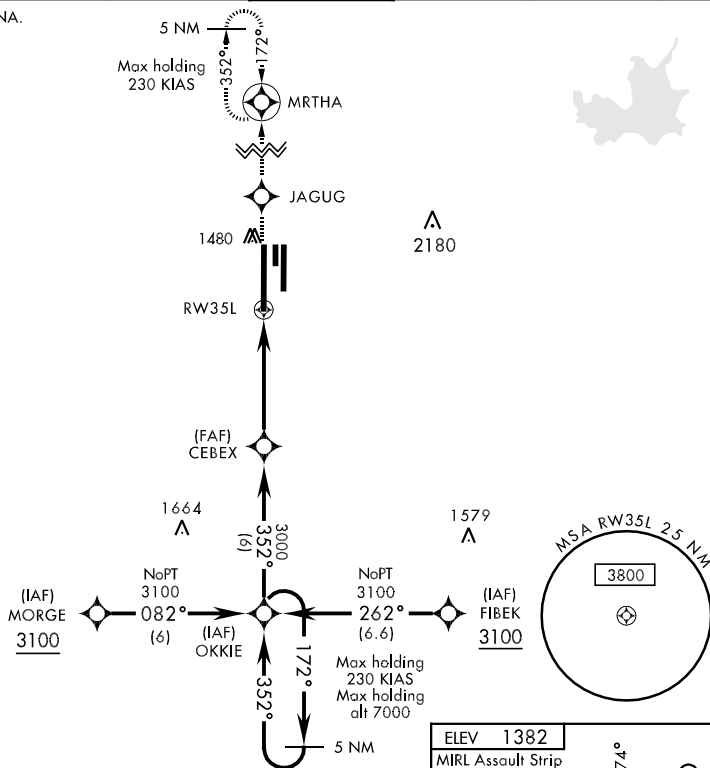 NA.
5 NM
352°
172°
Max holding
230 KIAS
MRTHA
JAGUG
1480
2180
RW35L
(FAF)
CEBEX
1664
1579
3000
352°
(6)
MSA RW35L 25 NM
3800
NoPT
3100
082°
(6)
NoPT
3100
262°
(6.6)
(IAF)
MORGE
3100
(IAF)
OKKIE
(IAF)
FIBEK
3100
352°
172°
Max holding
230 KIAS
Max holding
alt 7000
5 NM
ELEV 1382
MIRL Assault Strip
74°